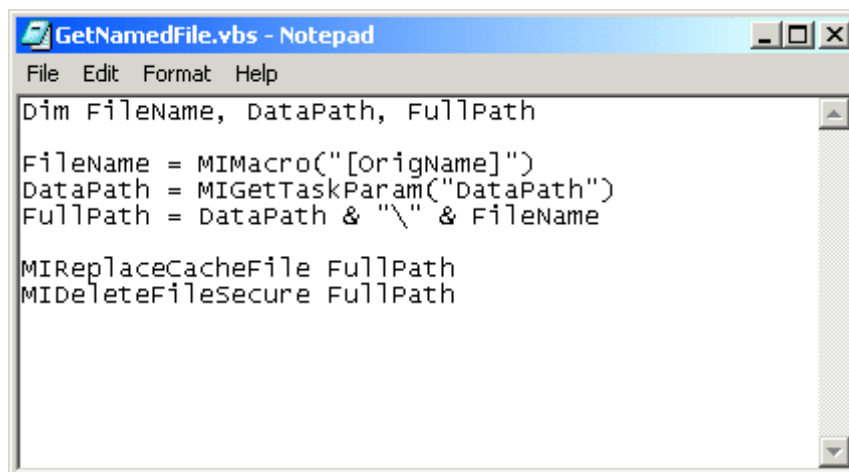 GetNamedFile.vbs - Notepad
File Edit Format Help
Dim FileName, DataPath, FullPath
FileName = MIMacro("[OrigName]")
DataPath = MIGetTaskParam("DataPath")
FullPath = DataPath & "\" & FileName
MIReplaceCacheFile FullPath
MIDeleteFileSecure FullPath